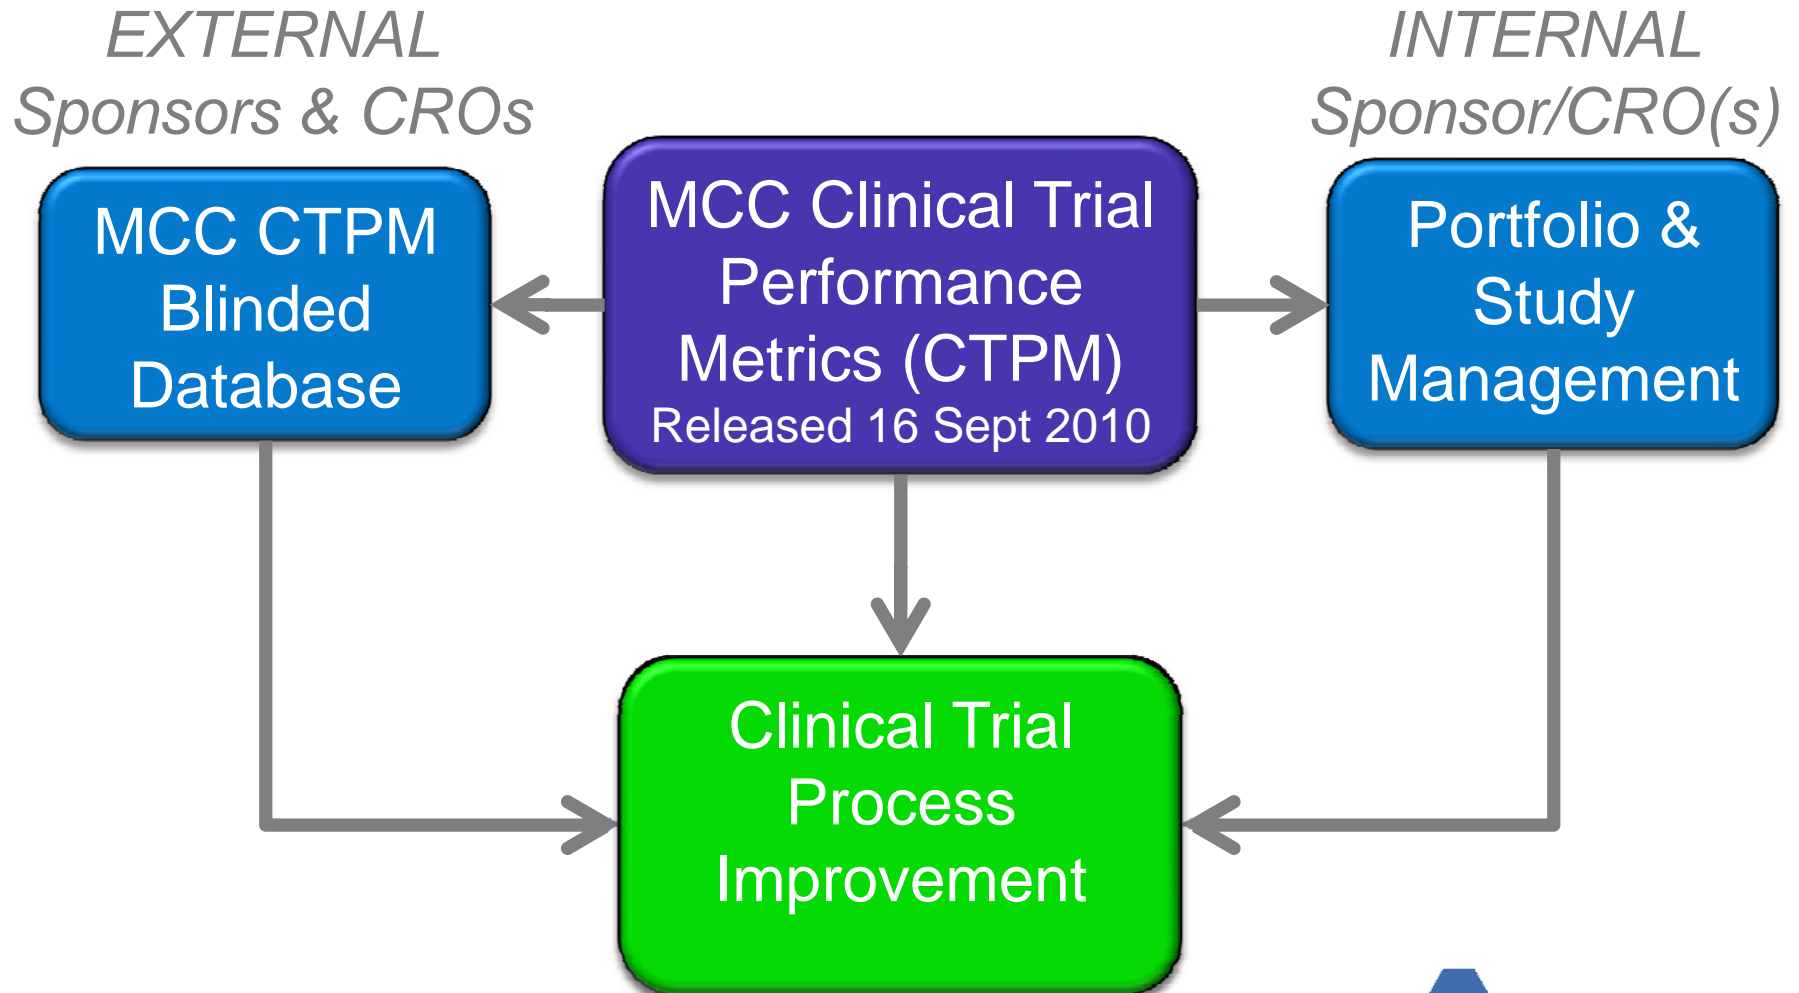 EXTERNAL
Sponsors & CROs
INTERNAL
Sponsor/CRO(s)
MCC CTPM
Blinded
Database
MCC Clinical Trial
Performance
Metrics (CTPM)
Released 16 Sept 2010
Portfolio &
Study
Management
Clinical Trial
Process
Improvement